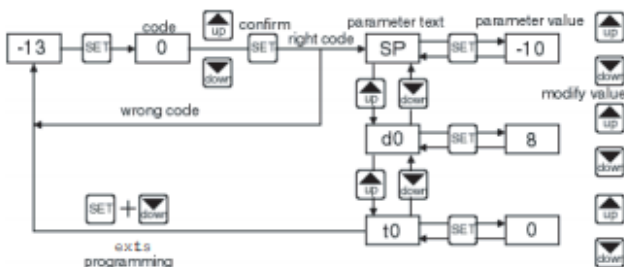 code
confirm
parameter text
parameter value
-13
SET
0
up
down
SET
right code
SP
SET
-10
up
down
wrong code
up
down
modify value
up
d0
SET
8
down
SET + down
up
down
up
exts
programming
t0
SET
0
down